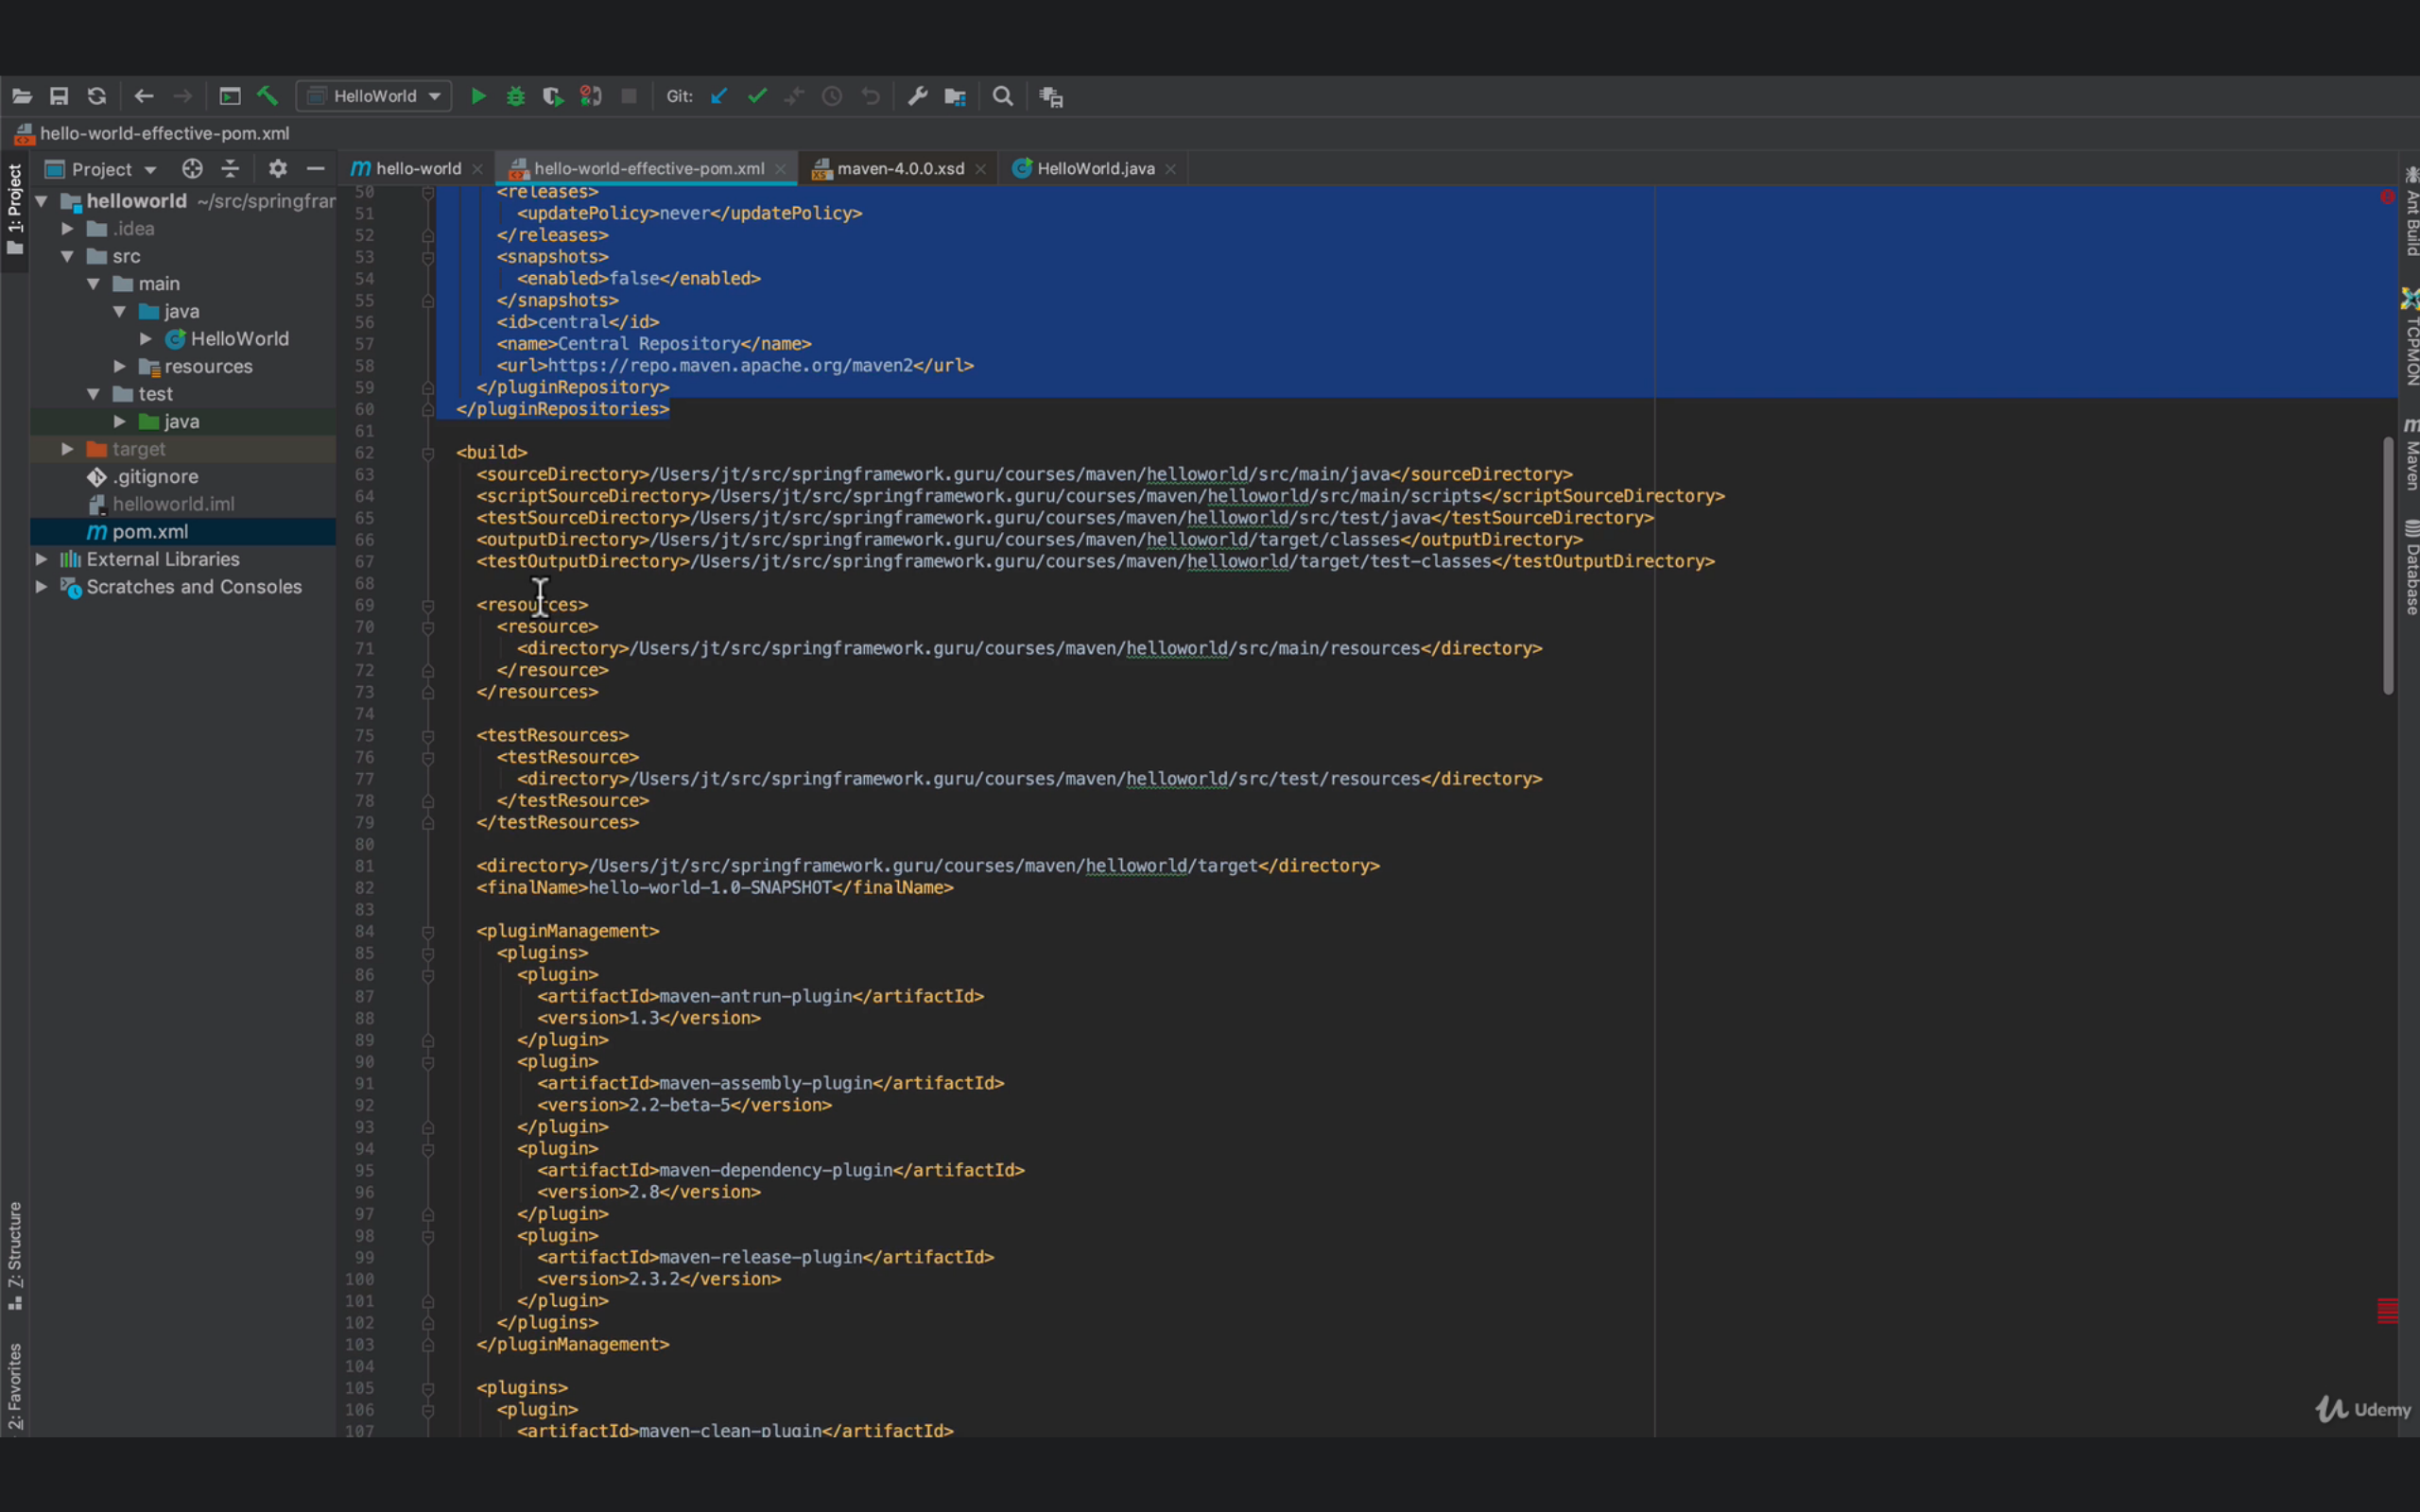 HelloWorld
Git:
hello-world-effective-pom.xml
Project
hello-world
hello-world-effective-pom.xml
maven-4.0.0.xsd
HelloWorld.java
1: Project
helloworld ~/src/springfrar
.idea
src
main
java
HelloWorld
resources
test
java
target
.gitignore
helloworld.iml
pom.xml
External Libraries
Scratches and Consoles
7: Structure
2: Favorites
50 <releases>
51 <updatePolicy>never</updatePolicy>
52 </releases>
53 <snapshots>
54 <enabled>false</enabled>
55 </snapshots>
56 <id>central</id>
57 <name>Central Repository</name>
58 <url>https://repo.maven.apache.org/maven2</url>
59 </pluginRepository>
60 </pluginRepositories>
61
62 <build>
63 <sourceDirectory>/Users/jt/src/springframework.guru/courses/maven/helloworld/src/main/java</sourceDirectory>
64 <scriptSourceDirectory>/Users/jt/src/springframework.guru/courses/maven/helloworld/src/main/scripts</scriptSourceDirectory>
65 <testSourceDirectory>/Users/jt/src/springframework.guru/courses/maven/helloworld/src/test/java</testSourceDirectory>
66 <outputDirectory>/Users/jt/src/springframework.guru/courses/maven/helloworld/target/classes</outputDirectory>
67 <testOutputDirectory>/Users/jt/src/springframework.guru/courses/maven/helloworld/target/test-classes</testOutputDirectory>
68
69 <resources>
70 <resource>
71 <directory>/Users/jt/src/springframework.guru/courses/maven/helloworld/src/main/resources</directory>
72 </resource>
73 </resources>
74
75 <testResources>
76 <testResource>
77 <directory>/Users/jt/src/springframework.guru/courses/maven/helloworld/src/test/resources</directory>
78 </testResource>
79 </testResources>
80
81 <directory>/Users/jt/src/springframework.guru/courses/maven/helloworld/target</directory>
82 <finalName>hello-world-1.0-SNAPSHOT</finalName>
83
84 <pluginManagement>
85 <plugins>
86 <plugin>
87 <artifactId>maven-antrun-plugin</artifactId>
88 <version>1.3</version>
89 </plugin>
90 <plugin>
91 <artifactId>maven-assembly-plugin</artifactId>
92 <version>2.2-beta-5</version>
93 </plugin>
94 <plugin>
95 <artifactId>maven-dependency-plugin</artifactId>
96 <version>2.8</version>
97 </plugin>
98 <plugin>
99 <artifactId>maven-release-plugin</artifactId>
100 <version>2.3.2</version>
101 </plugin>
102 </plugins>
103 </pluginManagement>
104
105 <plugins>
106 <plugin>
107 <artifactId>maven-clean-plugin</artifactId>
Ant Build
TCPMON
Maven
Database
Udemy